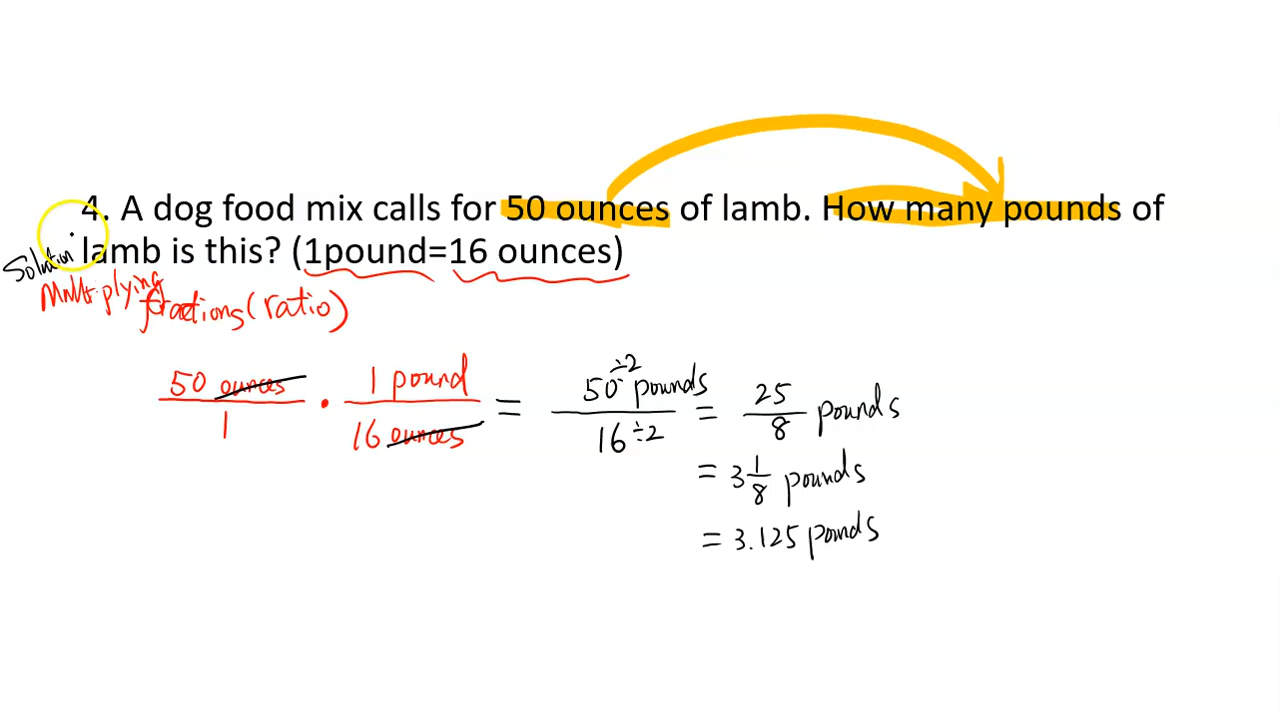 4. A dog food mix calls for 50 ounces of lamb. How many pounds of
lamb is this? (1pound=16 ounces)
Solution
Multiplying
fractions (ratio)
50 ounces / 1 • 1 pound / 16 ounces = 50 ÷2 pounds / 16 ÷2 = 25 / 8 pounds
= 3 1/8 pounds
= 3.125 pounds